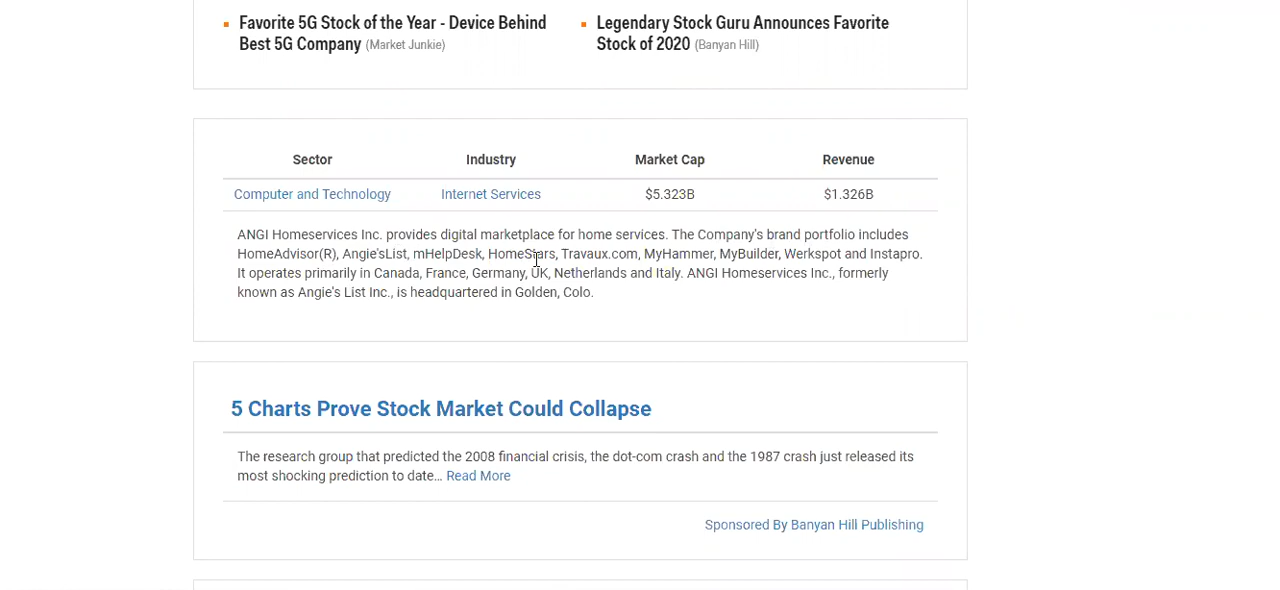 Favorite 5G Stock of the Year - Device Behind
Best 5G Company (Market Junkie)
Legendary Stock Guru Announces Favorite
Stock of 2020 (Banyan Hill)
Sector Industry Market Cap Revenue
Computer and Technology Internet Services $5.323B $1.326B
ANGI Homeservices Inc. provides digital marketplace for home services. The Company's brand portfolio includes
HomeAdvisor(R), Angie'sList, mHelpDesk, HomeStars, Travaux.com, MyHammer, MyBuilder, Werkspot and Instapro.
It operates primarily in Canada, France, Germany, UK, Netherlands and Italy. ANGI Homeservices Inc., formerly
known as Angie's List Inc., is headquartered in Golden, Colo.
5 Charts Prove Stock Market Could Collapse
The research group that predicted the 2008 financial crisis, the dot-com crash and the 1987 crash just released its
most shocking prediction to date… Read More
Sponsored By Banyan Hill Publishing